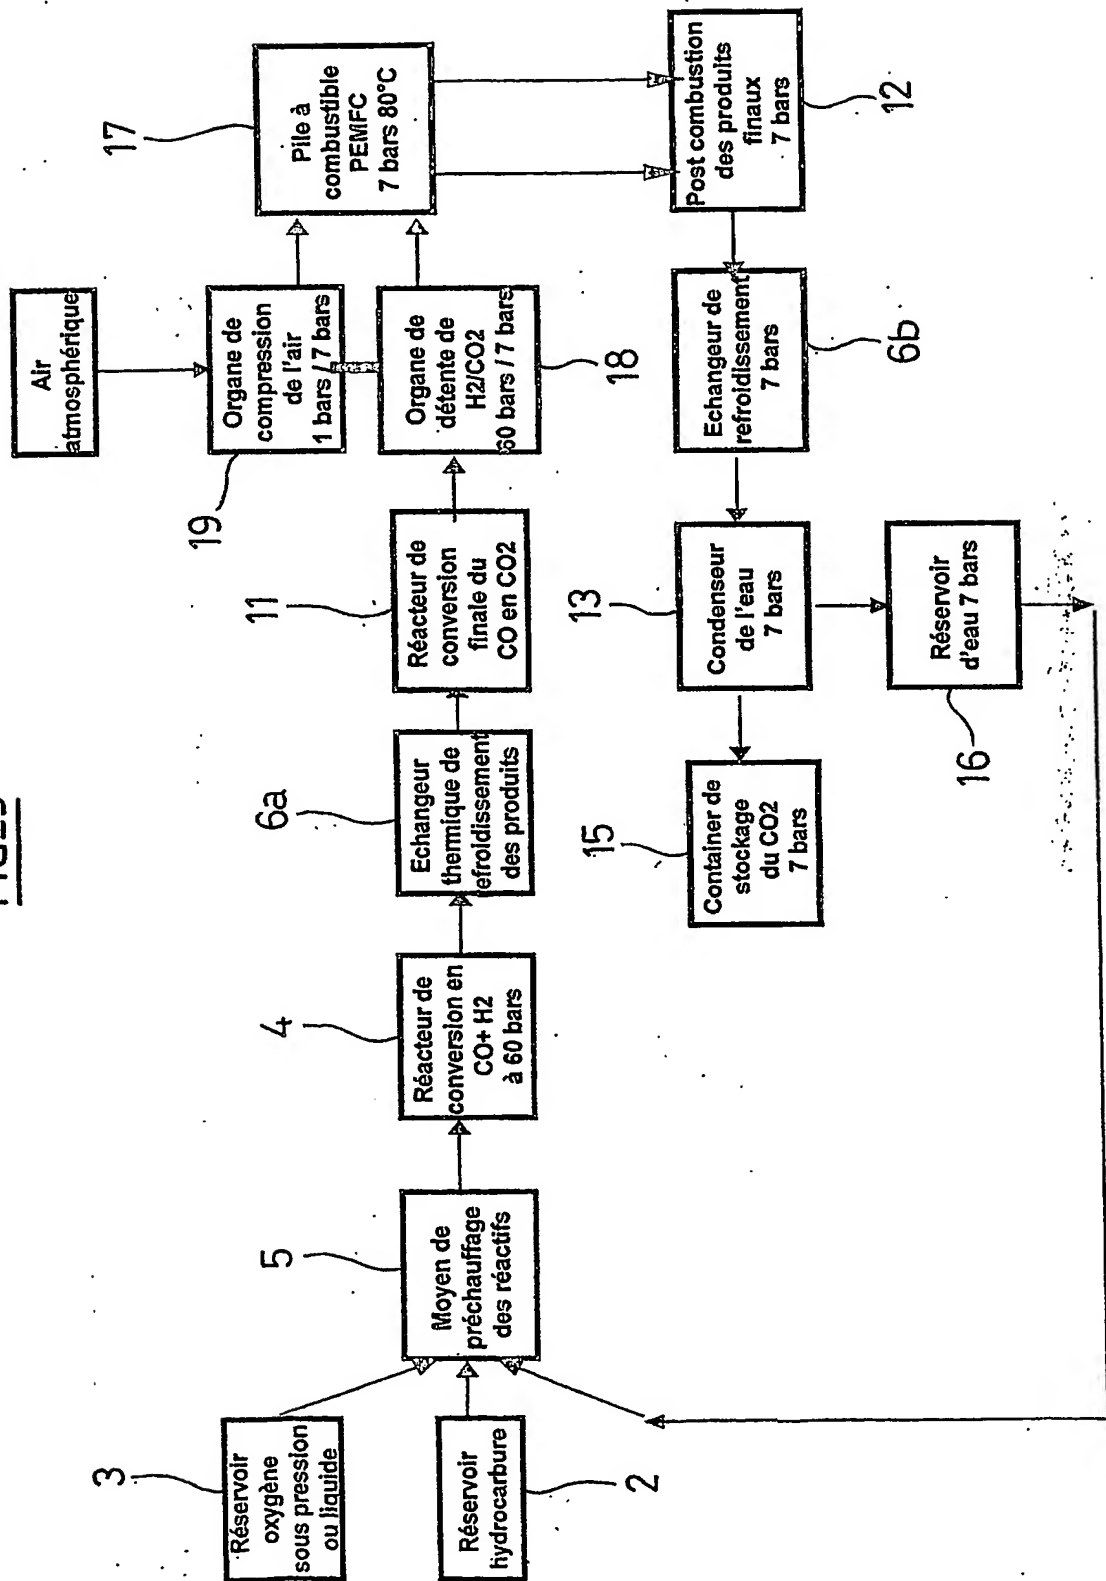 3
Réservoir
oxygène
sous pression
ou liquide
Réservoir
hydrocarbure
2
5
Moyen de
préchauffage
des réactifs
4
Réacteur de
conversion en
CO+ H2
à 60 bars
6a
Echangeur
thermique de
efroidissement
des produits
11
Réacteur de
conversion
finale du
CO en CO2
Air
atmosphérique
19
Organe de
compression
de l'air
1 bars / 7 bars
Organe de
détente de
H2/CO2
60 bars / 7 bars
18
17
Pile à
combustible
PEMFC
7 bars 80°C
Post combustion
des produits
finaux
7 bars
12
Echangeur de
refroidissement
7 bars
6b
13
Condenseur
de l'eau
7 bars
15
Container de
stockage
du CO2
7 bars
Réservoir
d'eau 7 bars
16